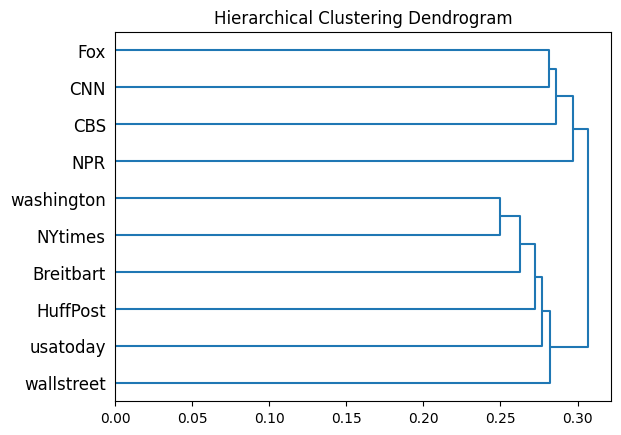 Hierarchical Clustering Dendrogram
Fox
CNN
CBS
NPR
washington
NYtimes
Breitbart
HuffPost
usatoday
wallstreet
0.00 0.05 0.10 0.15 0.20 0.25 0.30